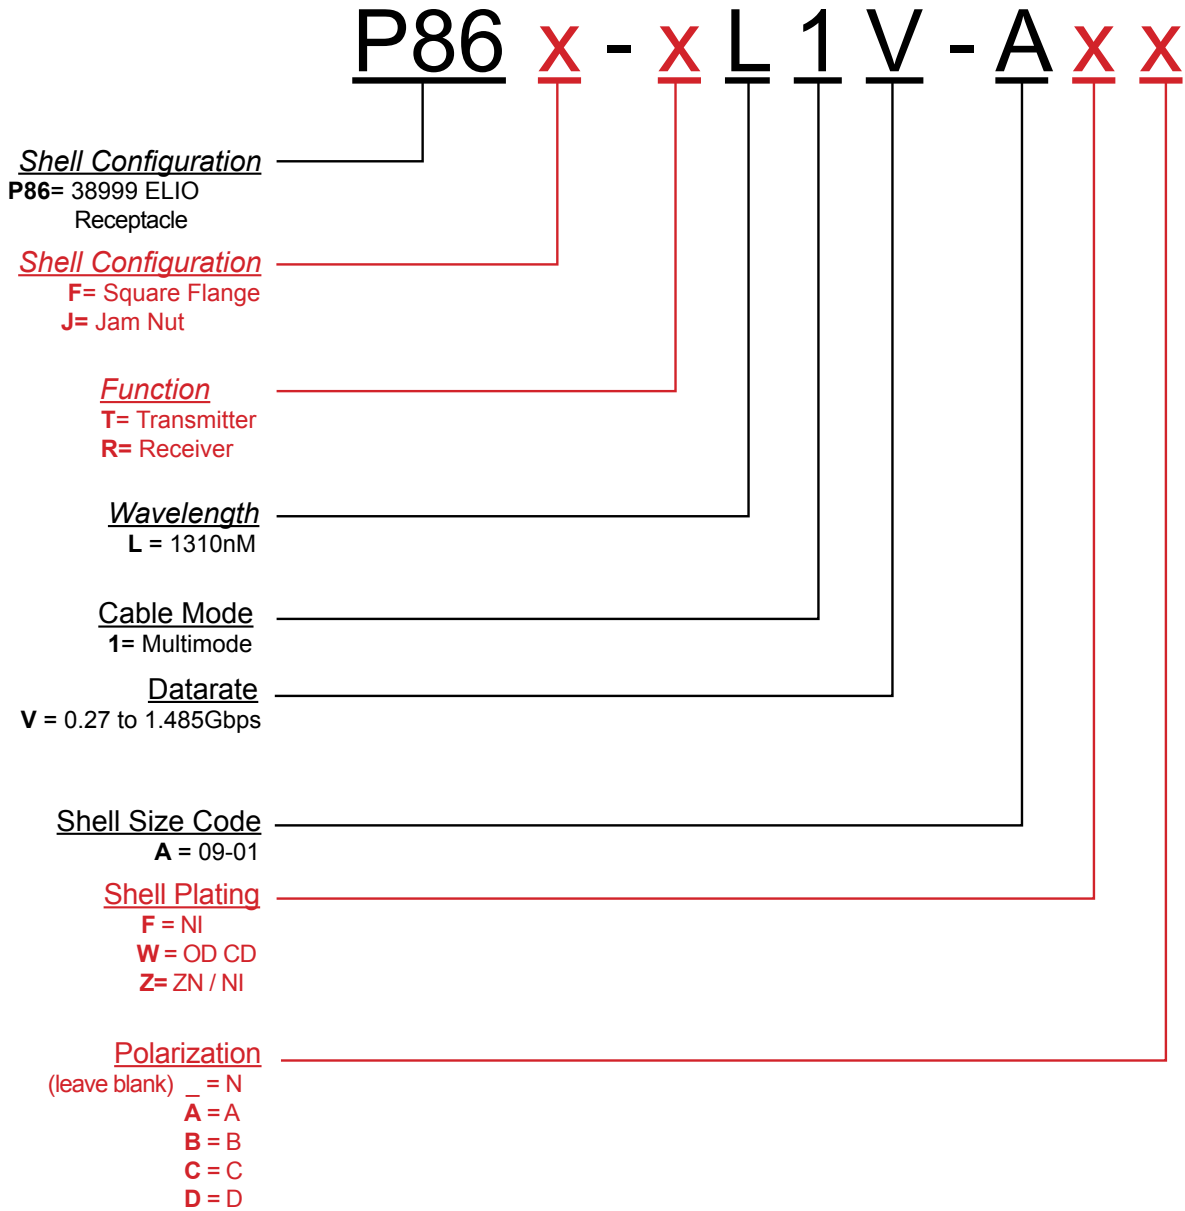 P86 x - x L 1 V - A x x
Shell Configuration
P86= 38999 ELIO
Receptacle
Shell Configuration
F= Square Flange
J= Jam Nut
Function
T= Transmitter
R= Receiver
Wavelength
L = 1310nM
Cable Mode
1= Multimode
Datarate
V = 0.27 to 1.485Gbps
Shell Size Code
A = 09-01
Shell Plating
F = NI
W = OD CD
Z= ZN / NI
Polarization
(leave blank) _ = N
A = A
B = B
C = C
D = D